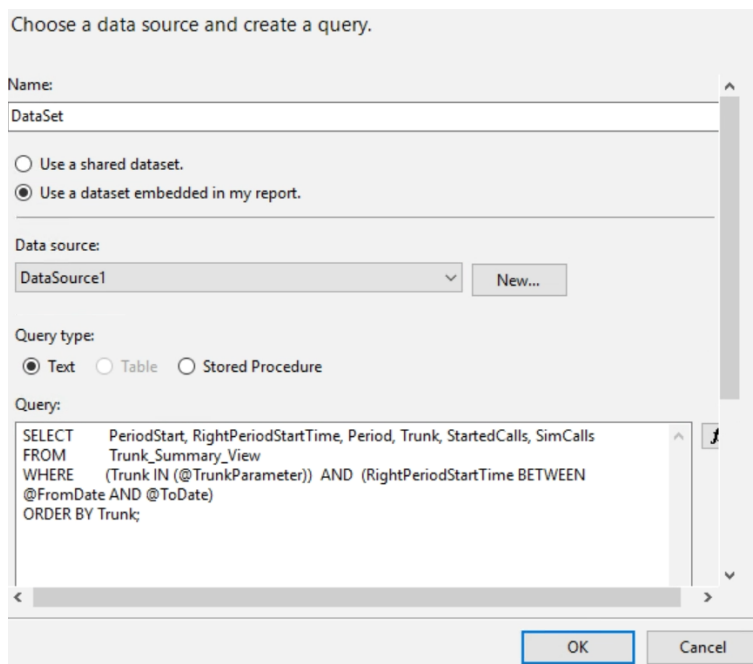 Choose a data source and create a query.
Name:
DataSet
Use a shared dataset.
Use a dataset embedded in my report.
Data source:
DataSource1
New...
Query type:
Text Table Stored Procedure
Query:
SELECT PeriodStart, RightPeriodStartTime, Period, Trunk, StartedCalls, SimCalls
FROM Trunk_Summary_View
WHERE (Trunk IN (@TrunkParameter)) AND (RightPeriodStartTime BETWEEN
@FromDate AND @ToDate)
ORDER BY Trunk;
OK Cancel